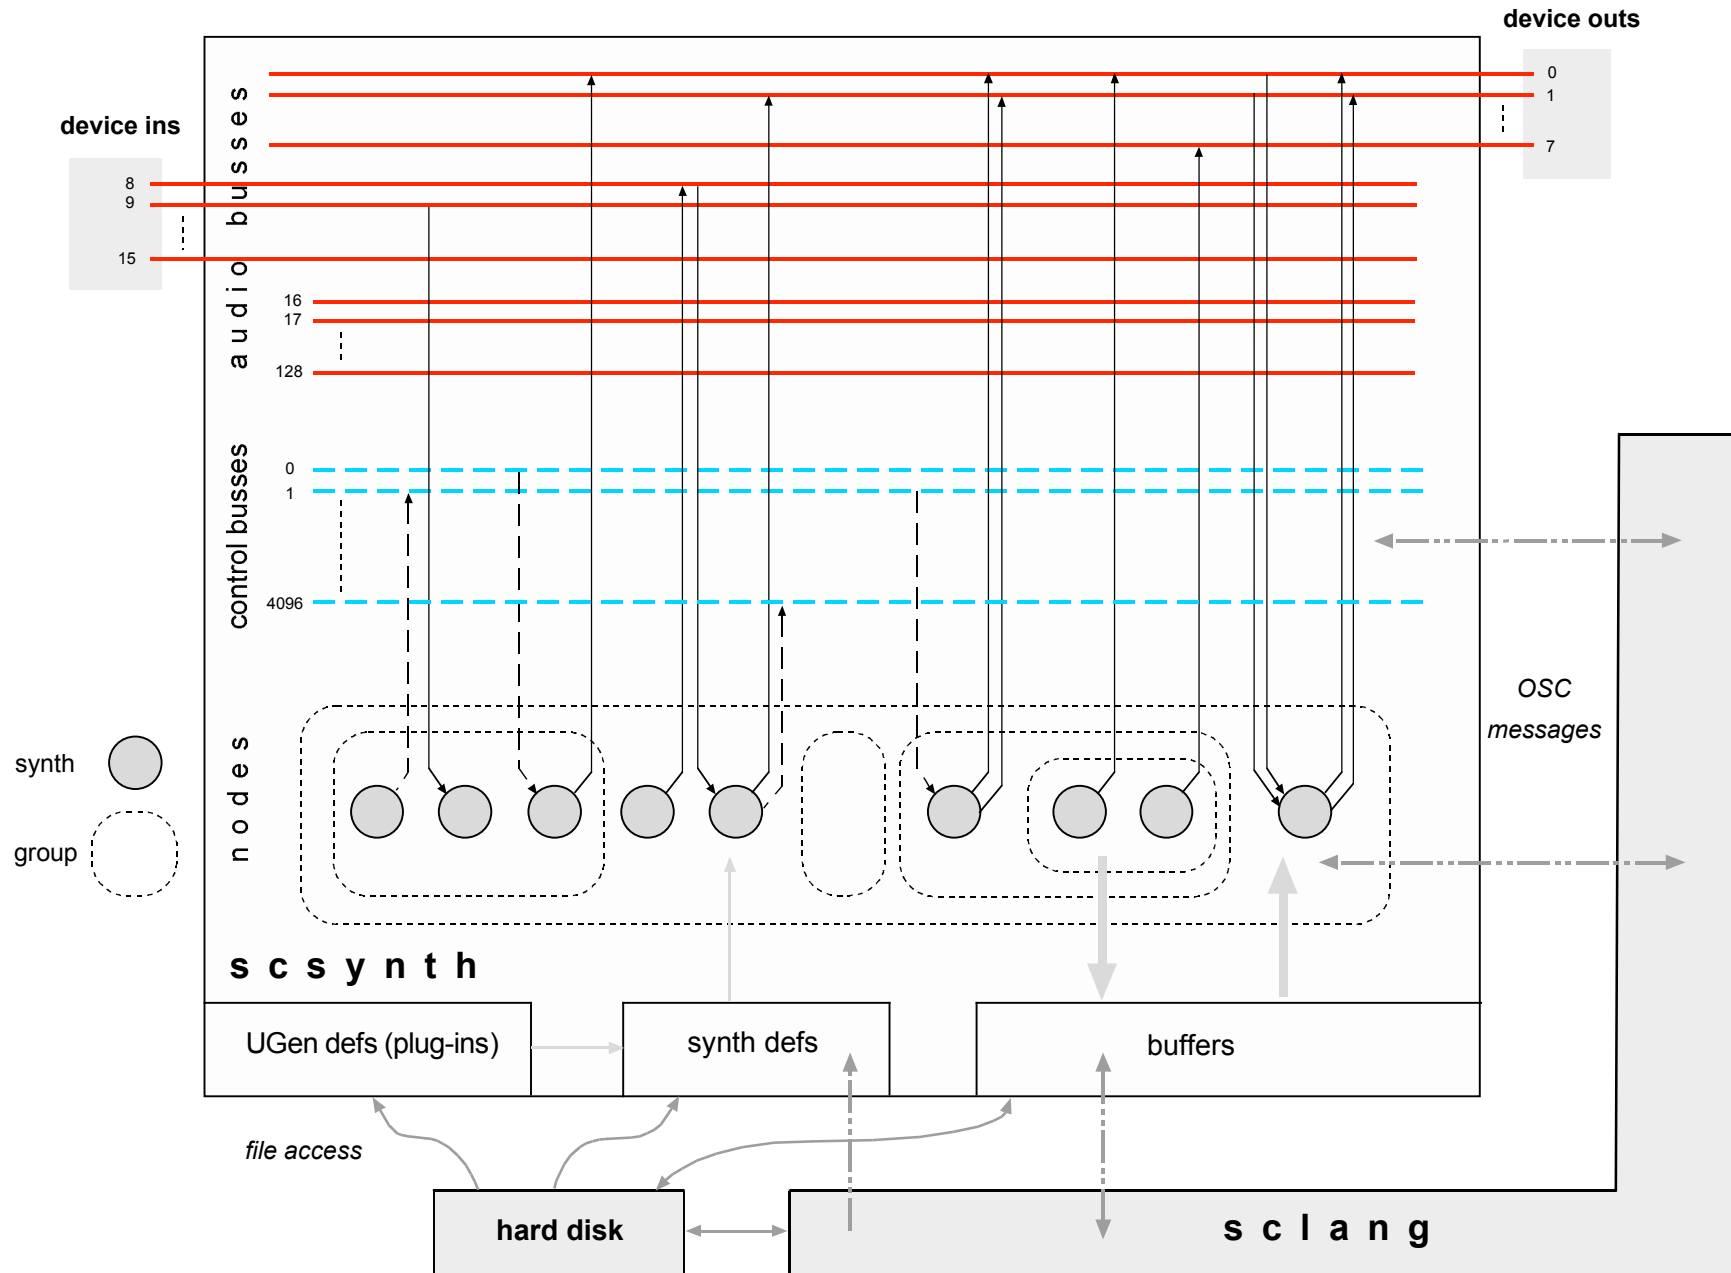 device outs
0
1
7
device ins
8
9
15
audio busses
16
17
128
control busses
0
1
4096
OSC
messages
nodes
synth
group
scsynth
UGen defs (plug-ins)
synth defs
buffers
file access
hard disk
sclang